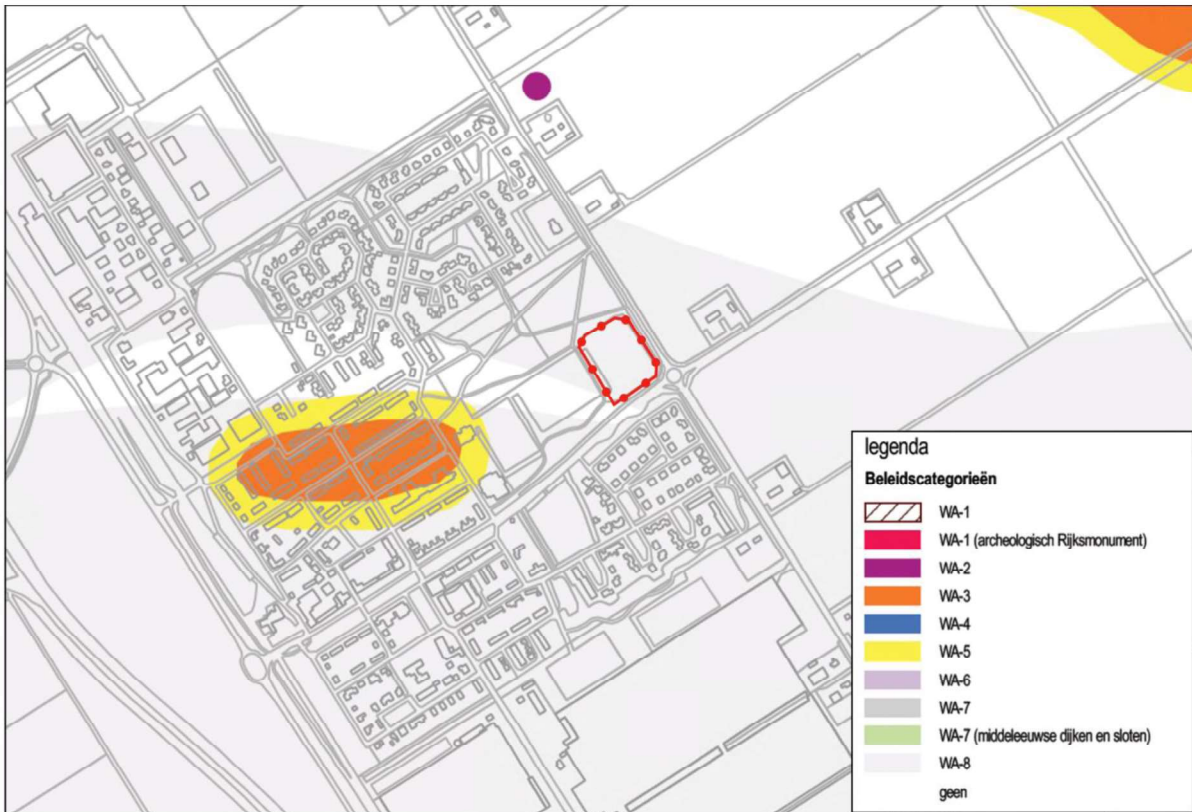 legenda
Beleidscategorieën
WA-1
WA-1 (archeologisch Rijksmonument)
WA-2
WA-3
WA-4
WA-5
WA-6
WA-7
WA-7 (middeleeuwse dijken en sloten)
WA-8
geen